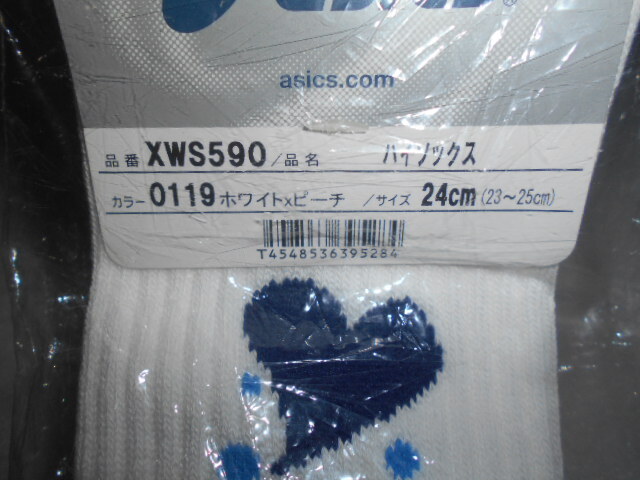 asics.com
品番 XWS590 /品名 ハイソックス
カラー 0119 ホワイト×ピーチ /サイズ 24cm (23～25cm)
T4548536395284